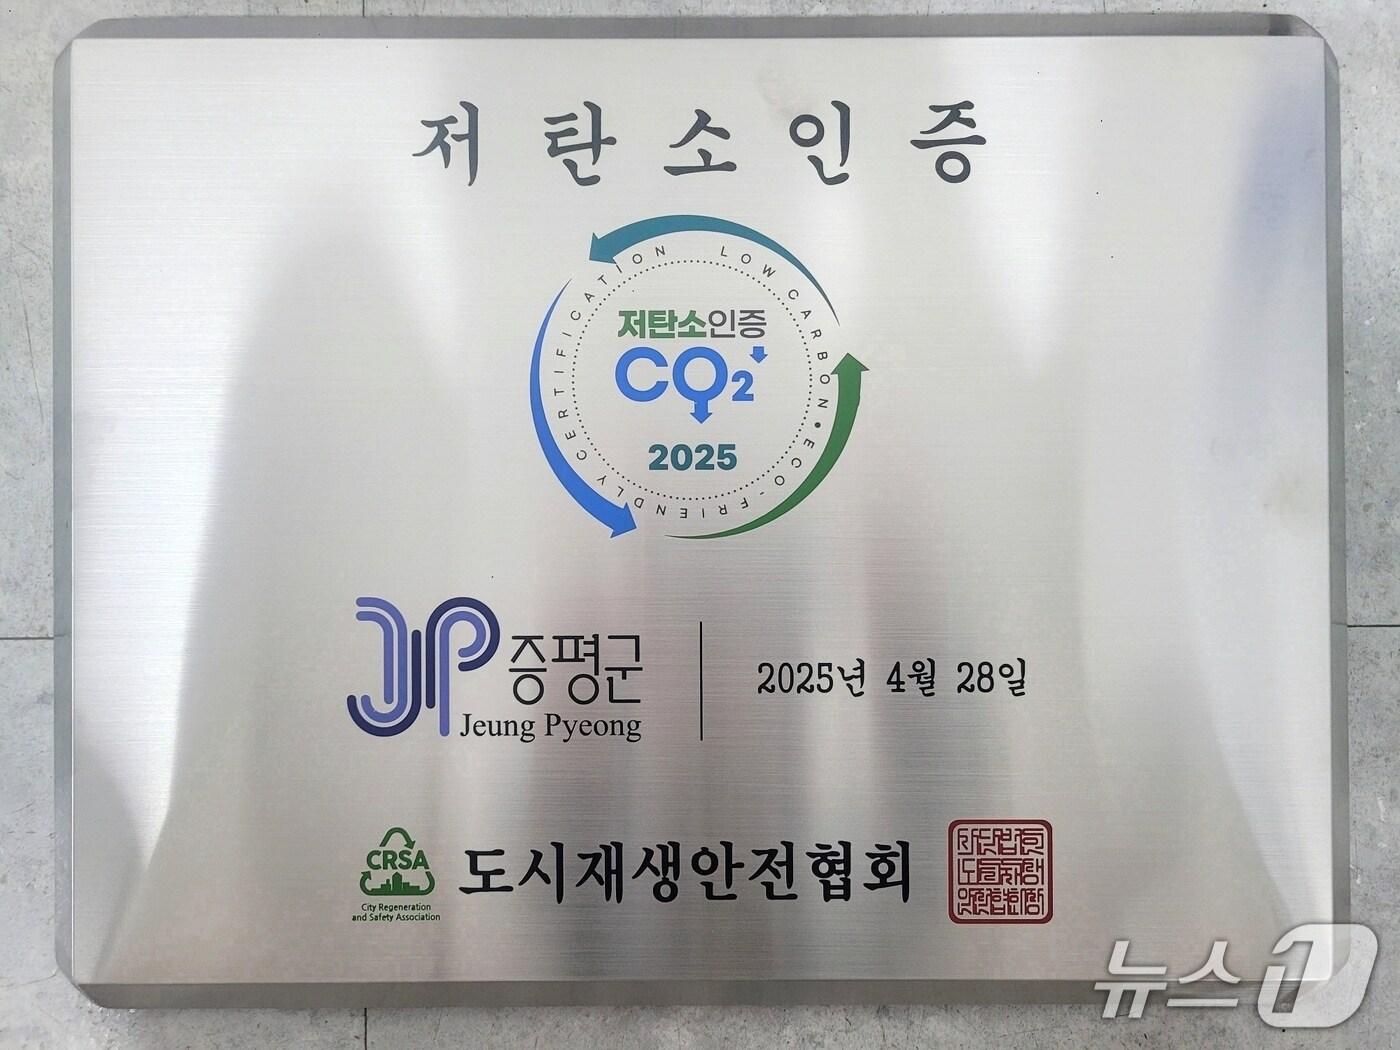 저탄소인증
LOW CARBON • ECO-FRIENDLY CERTIFICATION
저탄소인증
CO2
2025
증평군
Jeung Pyeong
2025년 4월 28일
CRSA
City Regeneration
and Safety Association
도시재생안전협회
뉴스1